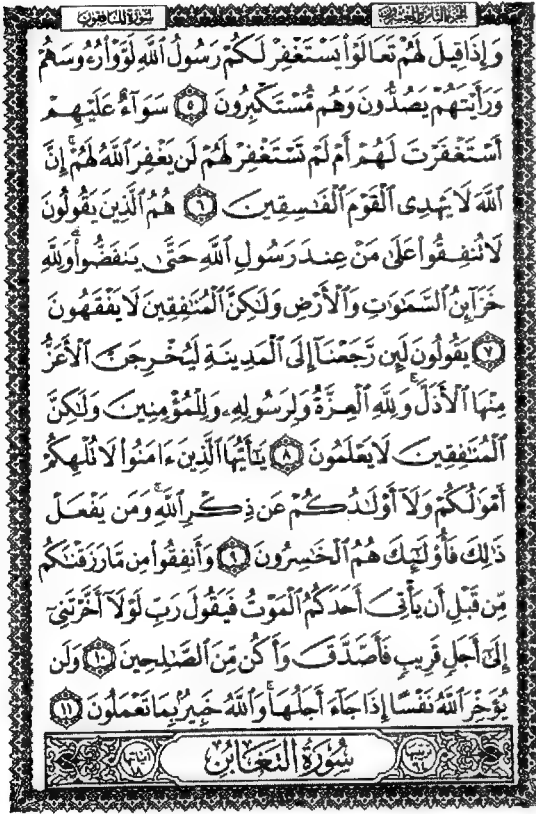 الجزء الثامن والعشرون سورة المنافقون
وَإِذَا قِيلَ لَهُمْ تَعَالَوْا۟ يَسْتَغْفِرْ لَكُمْ رَسُولُ ٱللَّهِ لَوَّوْا۟ رُءُوسَهُمْ
وَرَأَيْتَهُمْ يَصُدُّونَ وَهُم مُّسْتَكْبِرُونَ ٥ سَوَآءٌ عَلَيْهِمْ
أَسْتَغْفَرْتَ لَهُمْ أَمْ لَمْ تَسْتَغْفِرْ لَهُمْ لَن يَغْفِرَ ٱللَّهُ لَهُمْ ۚ إِنَّ
ٱللَّهَ لَا يَهْدِى ٱلْقَوْمَ ٱلْفَـٰسِقِينَ ٦ هُمُ ٱلَّذِينَ يَقُولُونَ
لَا تُنفِقُوا۟ عَلَىٰ مَنْ عِندَ رَسُولِ ٱللَّهِ حَتَّىٰ يَنفَضُّوا۟ ۗ وَلِلَّهِ
خَزَآئِنُ ٱلسَّمَـٰوَٰتِ وَٱلْأَرْضِ وَلَـٰكِنَّ ٱلْمُنَـٰفِقِينَ لَا يَفْقَهُونَ
٧ يَقُولُونَ لَئِن رَّجَعْنَآ إِلَى ٱلْمَدِينَةِ لَيُخْرِجَنَّ ٱلْأَعَزُّ
مِنْهَا ٱلْأَذَلَّ ۚ وَلِلَّهِ ٱلْعِزَّةُ وَلِرَسُولِهِۦ وَلِلْمُؤْمِنِينَ وَلَـٰكِنَّ
ٱلْمُنَـٰفِقِينَ لَا يَعْلَمُونَ ٨ يَـٰٓأَيُّهَا ٱلَّذِينَ ءَامَنُوا۟ لَا تُلْهِكُمْ
أَمْوَٰلُكُمْ وَلَآ أَوْلَـٰدُكُمْ عَن ذِكْرِ ٱللَّهِ ۚ وَمَن يَفْعَلْ
ذَٰلِكَ فَأُو۟لَـٰٓئِكَ هُمُ ٱلْخَـٰسِرُونَ ٩ وَأَنفِقُوا۟ مِن مَّا رَزَقْنَـٰكُم
مِّن قَبْلِ أَن يَأْتِىَ أَحَدَكُمُ ٱلْمَوْتُ فَيَقُولَ رَبِّ لَوْلَآ أَخَّرْتَنِىٓ
إِلَىٰٓ أَجَلٍ قَرِيبٍ فَأَصَّدَّقَ وَأَكُن مِّنَ ٱلصَّـٰلِحِينَ ١٠ وَلَن
يُؤَخِّرَ ٱللَّهُ نَفْسًا إِذَا جَآءَ أَجَلُهَا ۚ وَٱللَّهُ خَبِيرٌۢ بِمَا تَعْمَلُونَ ١١
سُورَةُ التَّغَابُنِ آياتها ١٨